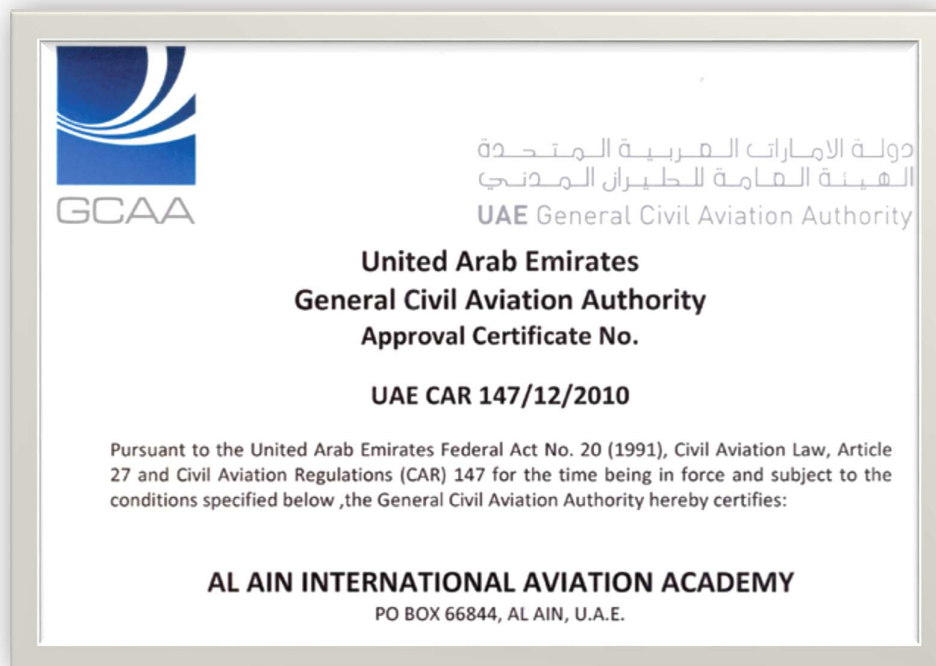 GCAA
دولة الامارات العربية المتحدة
الهيئة العامة للطيران المدني
UAE General Civil Aviation Authority
United Arab Emirates
General Civil Aviation Authority
Approval Certificate No.
UAE CAR 147/12/2010
Pursuant to the United Arab Emirates Federal Act No. 20 (1991), Civil Aviation Law, Article
27 and Civil Aviation Regulations (CAR) 147 for the time being in force and subject to the
conditions specified below ,the General Civil Aviation Authority hereby certifies:
AL AIN INTERNATIONAL AVIATION ACADEMY
PO BOX 66844, AL AIN, U.A.E.